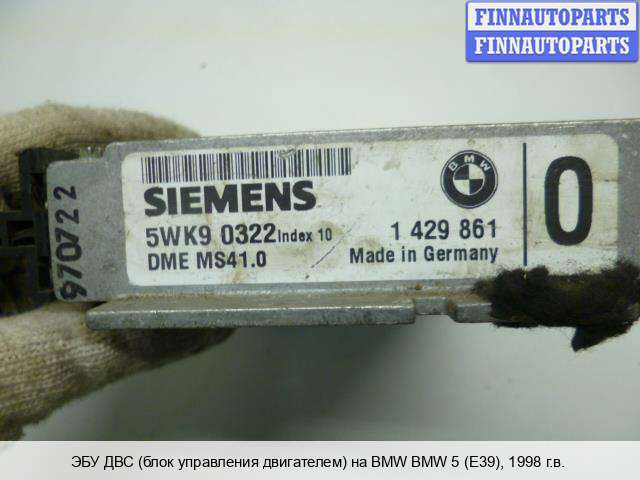 FINNAUTOPARTS
FINNAUTOPARTS
BMW
SIEMENS
5WK9 0322 Index 10 1 429 861
DME MS41.0 Made in Germany
0
970722
ЭБУ ДВС (блок управления двигателем) на BMW BMW 5 (E39), 1998 г.в.